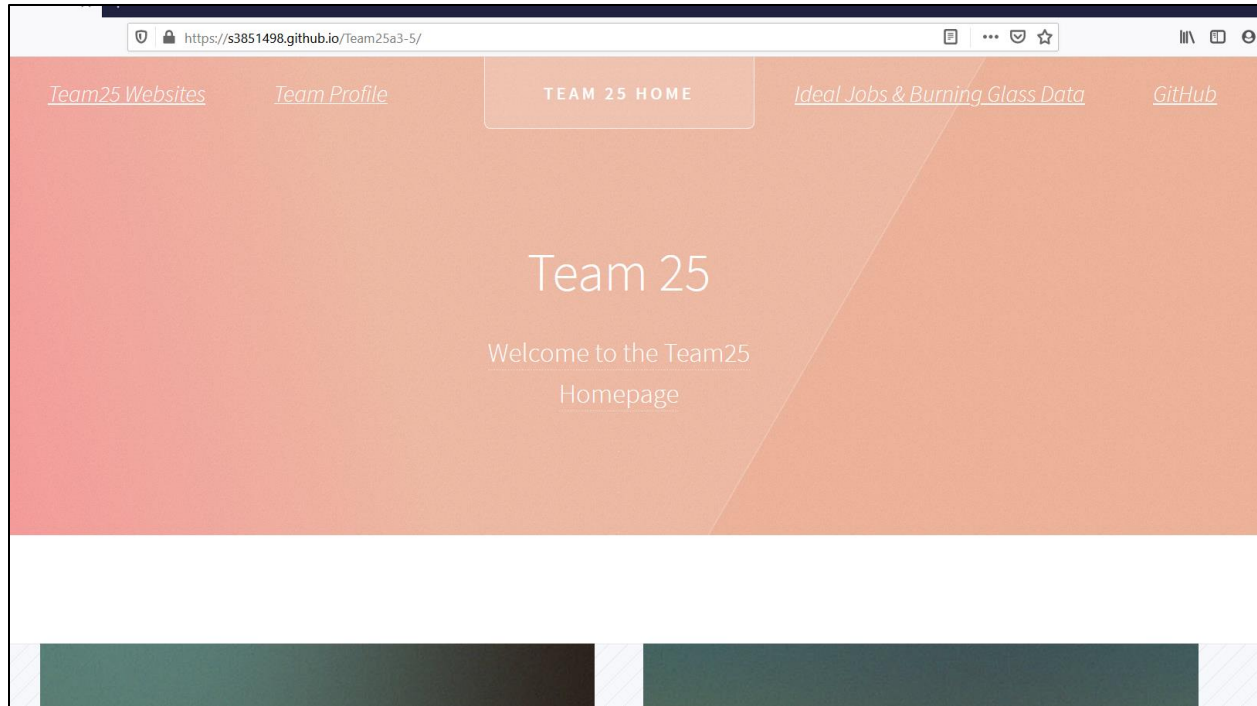 https://s3851498.github.io/Team25a3-5/
Team25 Websites Team Profile TEAM 25 HOME Ideal Jobs & Burning Glass Data GitHub
Team 25
Welcome to the Team25
Homepage